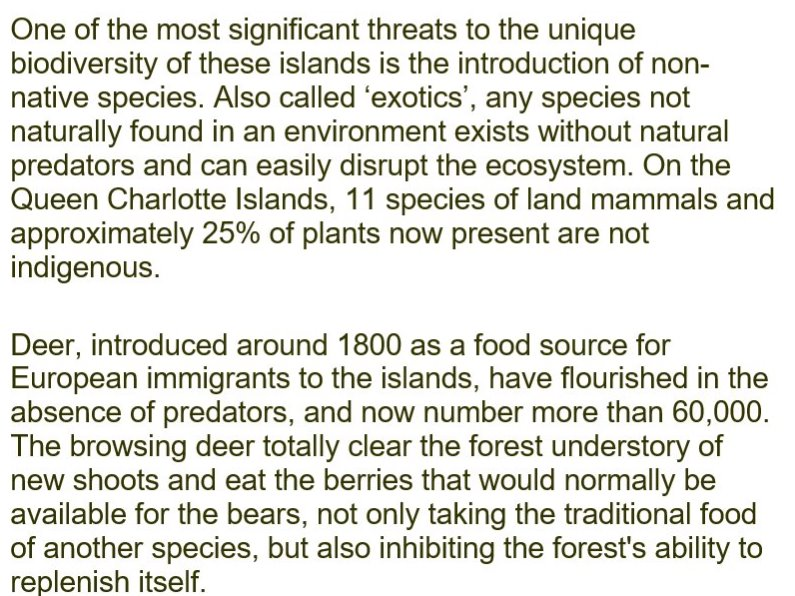 One of the most significant threats to the unique
biodiversity of these islands is the introduction of non-
native species. Also called ‘exotics’, any species not
naturally found in an environment exists without natural
predators and can easily disrupt the ecosystem. On the
Queen Charlotte Islands, 11 species of land mammals and
approximately 25% of plants now present are not
indigenous.

Deer, introduced around 1800 as a food source for
European immigrants to the islands, have flourished in the
absence of predators, and now number more than 60,000.
The browsing deer totally clear the forest understory of
new shoots and eat the berries that would normally be
available for the bears, not only taking the traditional food
of another species, but also inhibiting the forest's ability to
replenish itself.